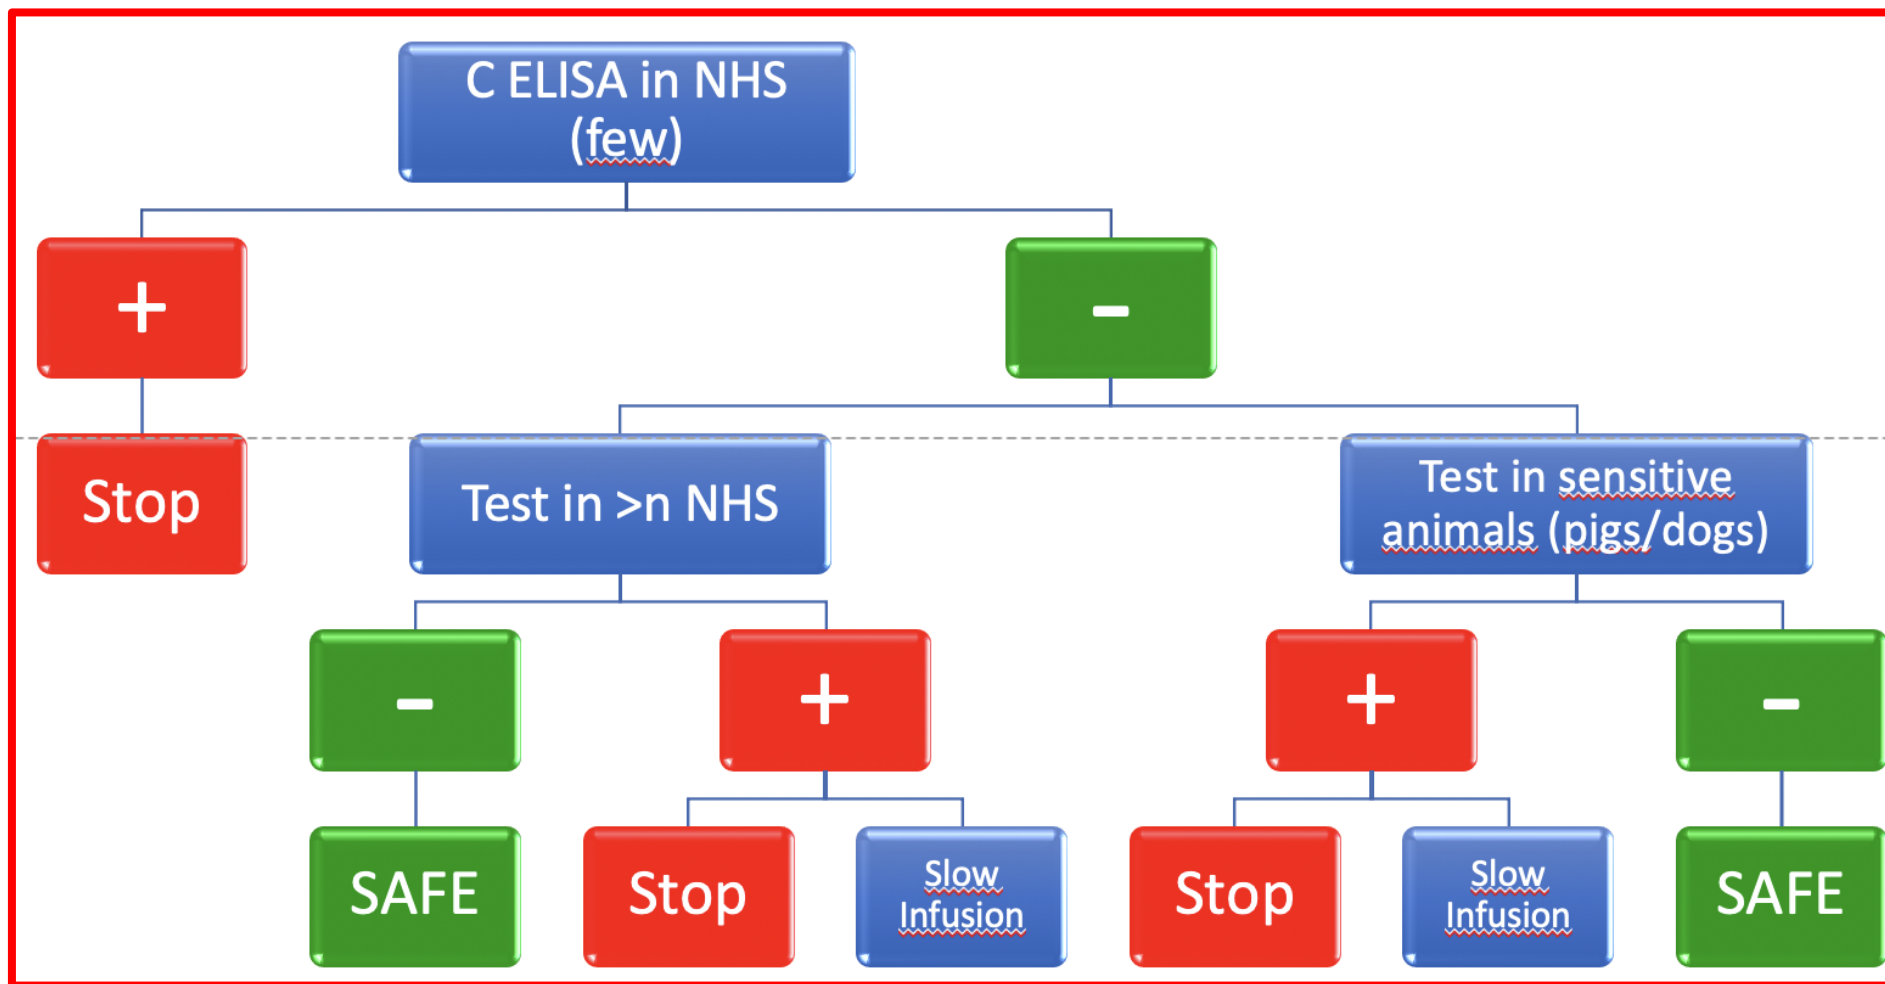 C ELISA in NHS
(few)
+
-
Stop
Test in >n NHS
Test in sensitive
animals (pigs/dogs)
-
+
+
-
SAFE
Stop
Slow
Infusion
Stop
Slow
Infusion
SAFE